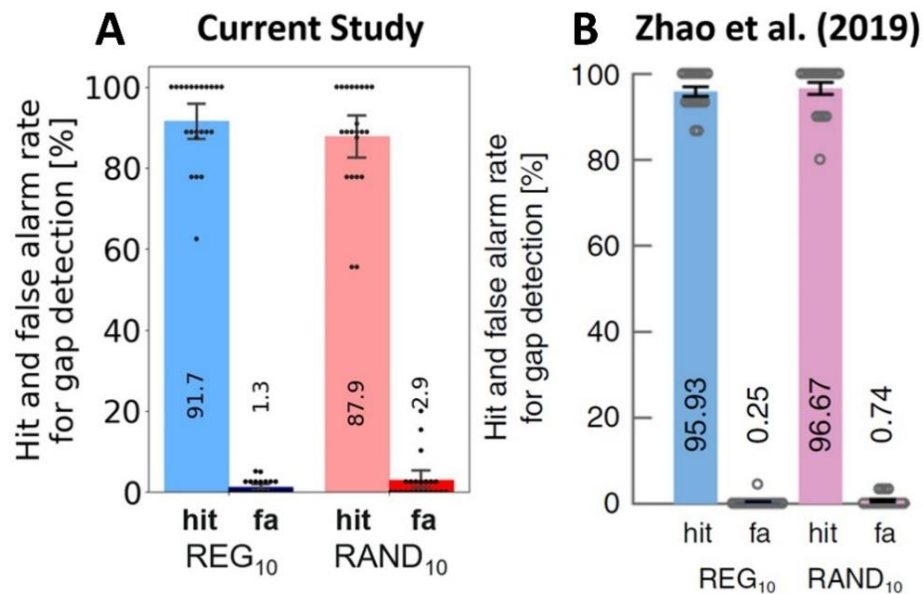 A Current Study
Hit and false alarm rate
for gap detection [%]
100
80
60
40
20
0
91.7
1.3
87.9
2.9
hit fa hit fa
REG₁₀ RAND₁₀
B Zhao et al. (2019)
Hit and false alarm rate
for gap detection [%]
100
80
60
40
20
0
95.93
0.25
96.67
0.74
hit fa hit fa
REG₁₀ RAND₁₀